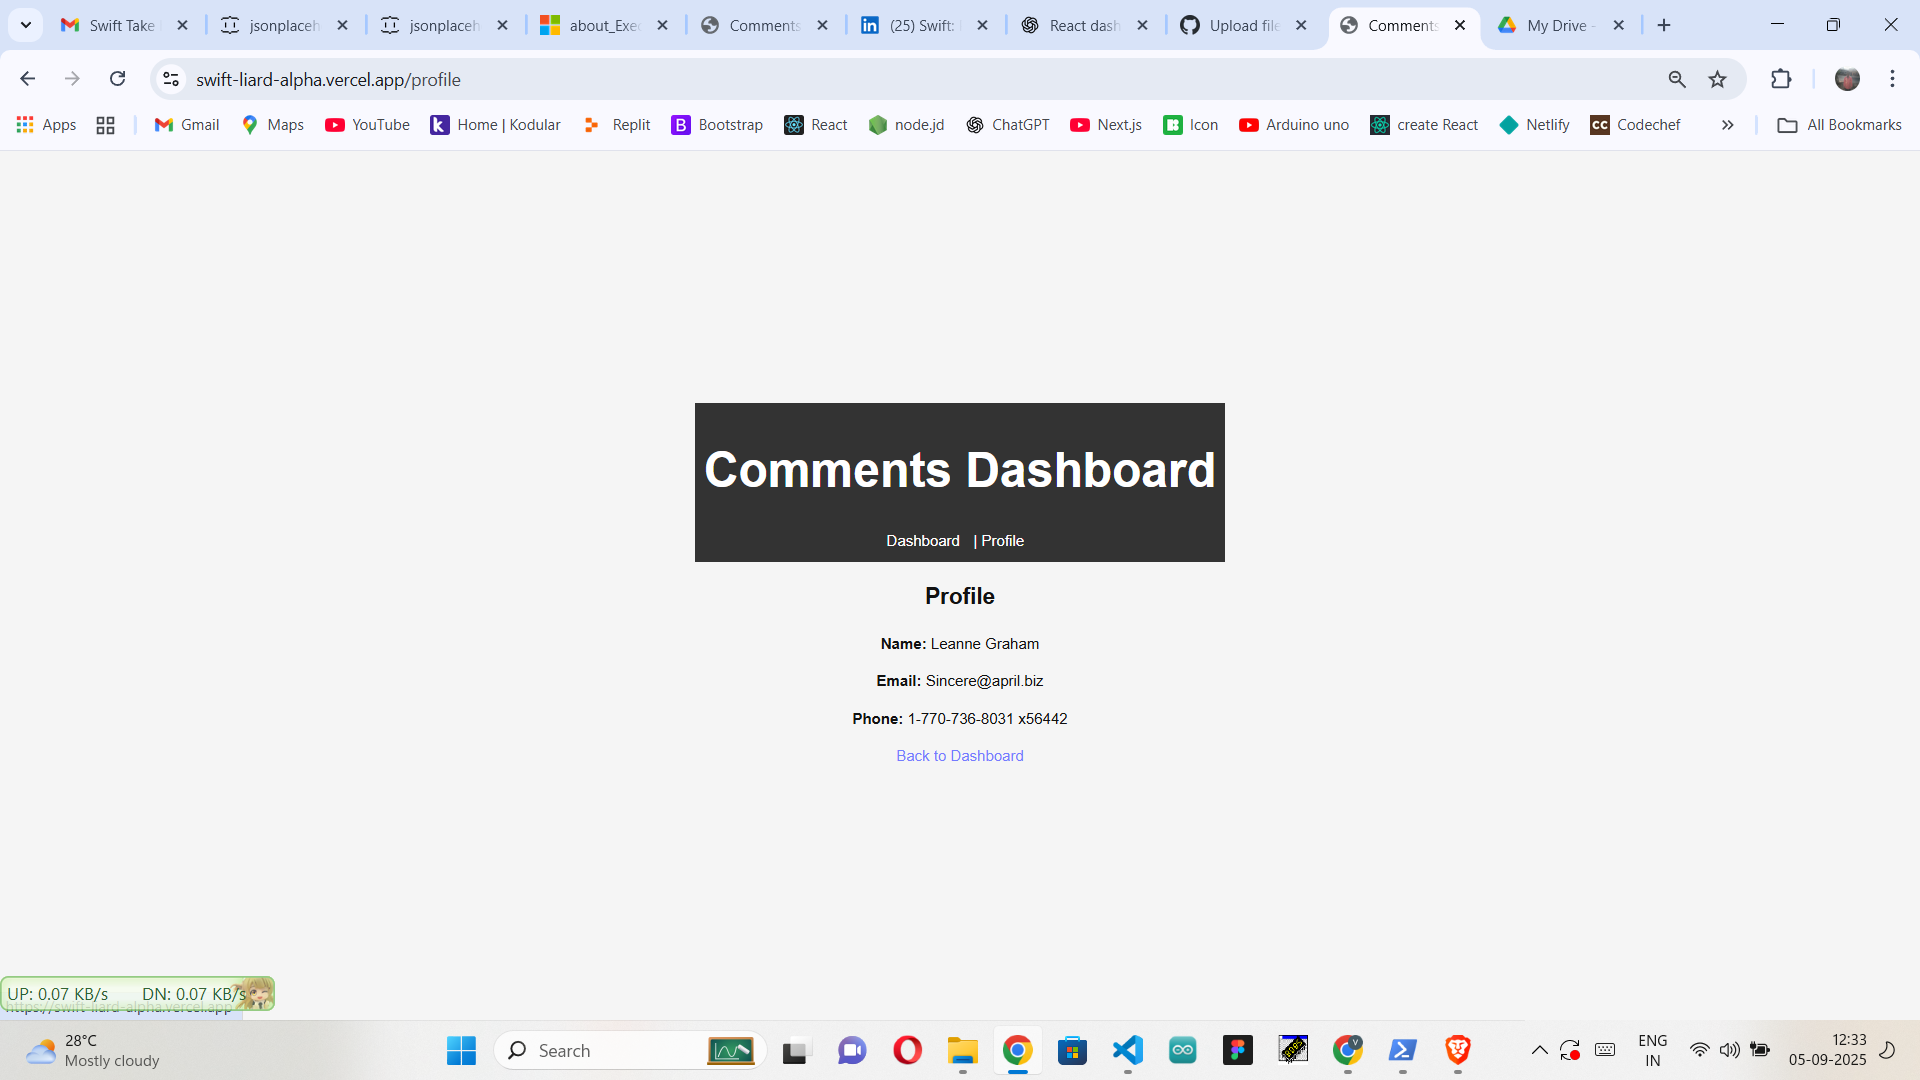 Swift Take
jsonplaceh
jsonplaceh
about_Exec
Comments
(25) Swift:
React dash
Upload file
Comments
My Drive -
swift-liard-alpha.vercel.app/profile
Apps
Gmail
Maps
YouTube
Home | Kodular
Replit
Bootstrap
React
node.jd
ChatGPT
Next.js
Icon
Arduino uno
create React
Netlify
Codechef
All Bookmarks
Comments Dashboard
Dashboard | Profile
Profile
Name: Leanne Graham
Email: Sincere@april.biz
Phone: 1-770-736-8031 x56442
Back to Dashboard
UP: 0.07 KB/s DN: 0.07 KB/s
https://swift-liard-alpha.vercel.app
28°C
Mostly cloudy
Search
ENG
IN
12:33
05-09-2025